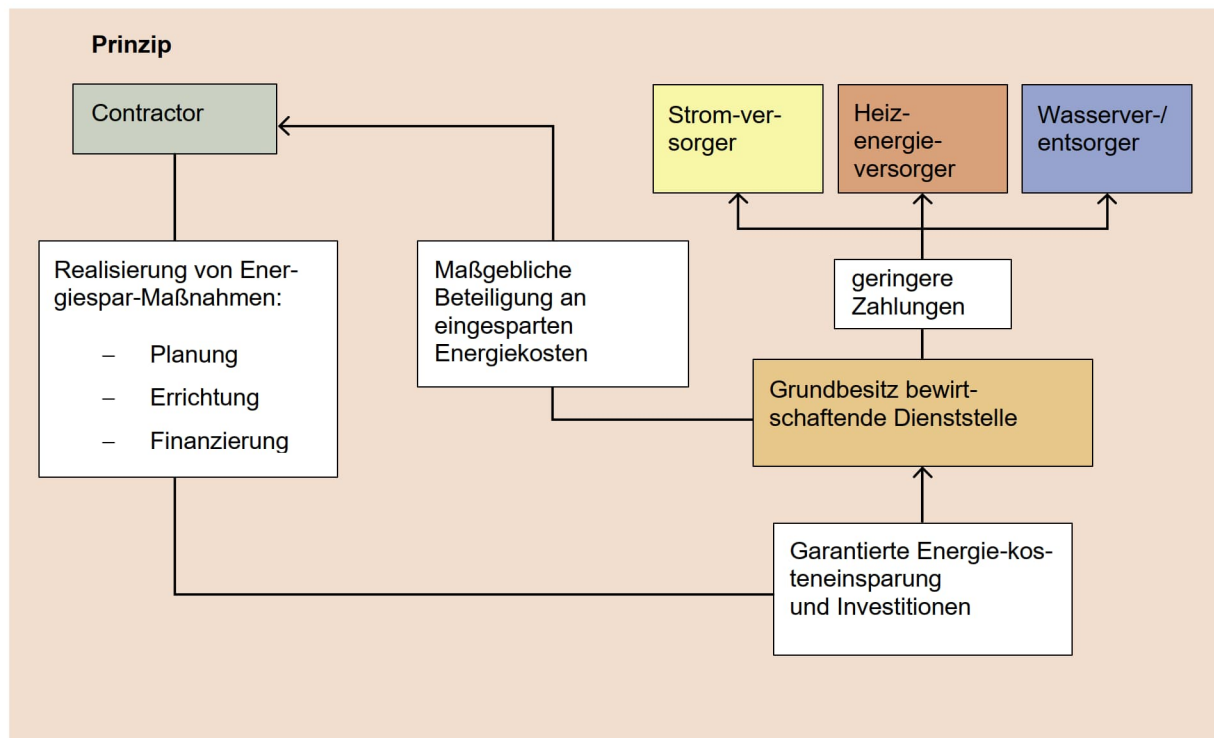 Prinzip
Contractor
Strom-ver-
sorger
Heiz-
energie-
versorger
Wasserver-/
entsorger
Realisierung von Ener-
giespar-Maßnahmen:
– Planung
– Errichtung
– Finanzierung
Maßgebliche
Beteiligung an
eingesparten
Energiekosten
geringere
Zahlungen
Grundbesitz bewirt-
schaftende Dienststelle
Garantierte Energie-kos-
teneinsparung
und Investitionen